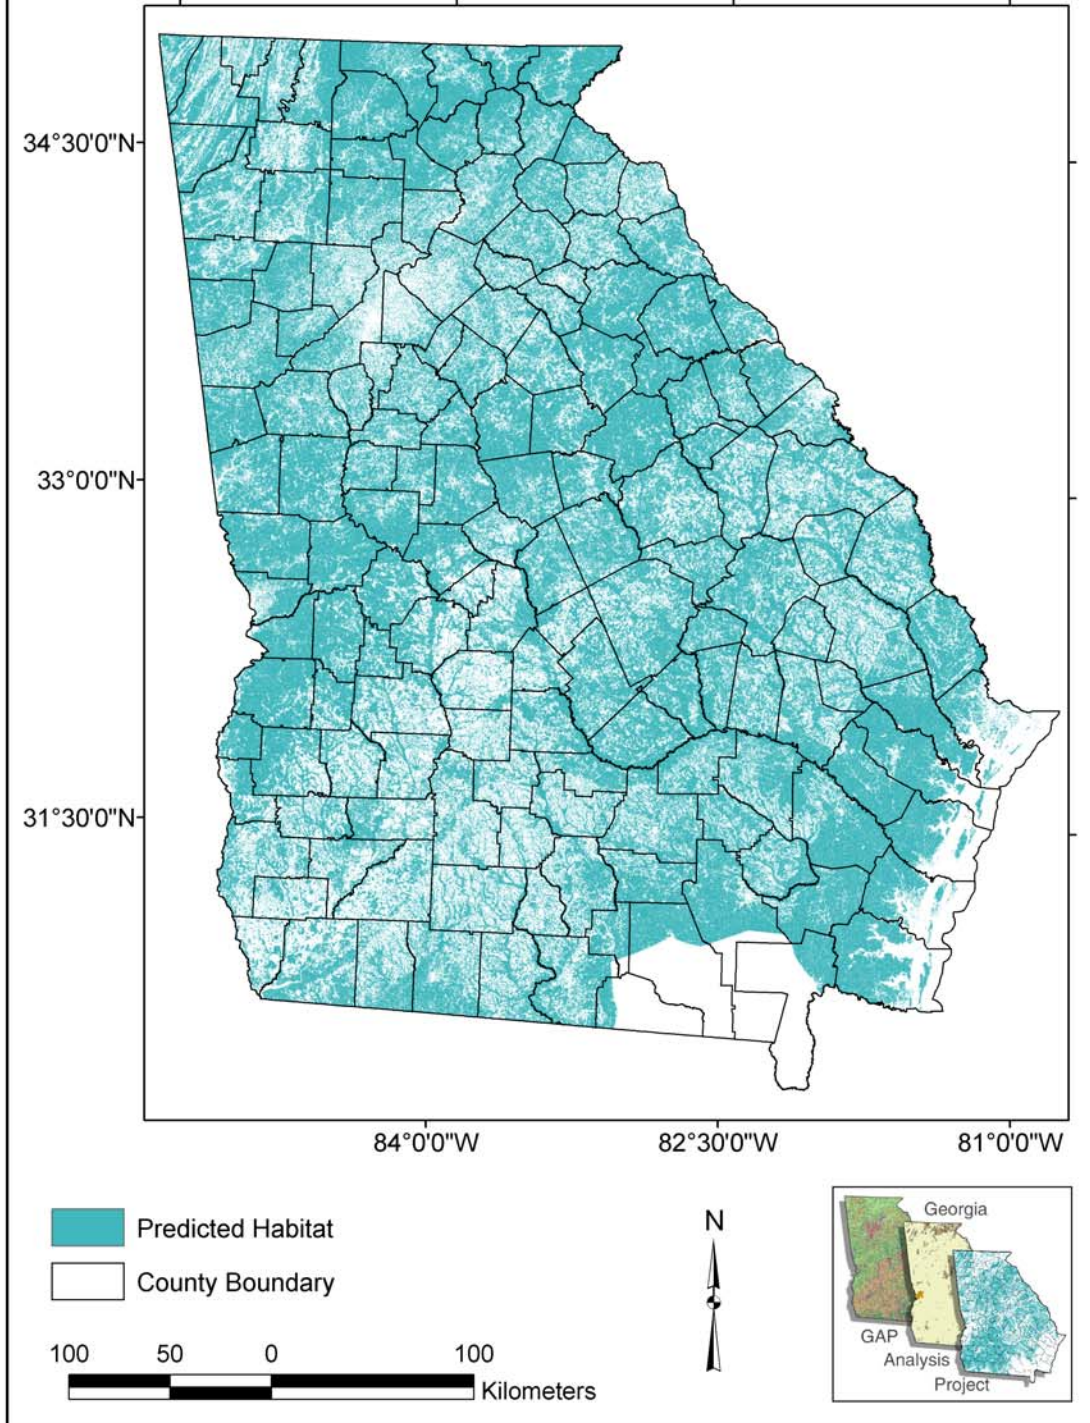 34°30'0"N
33°0'0"N
31°30'0"N
84°0'0"W 82°30'0"W 81°0'0"W
Predicted Habitat
County Boundary
100 50 0 100
Kilometers
N
Georgia
GAP
Analysis
Project